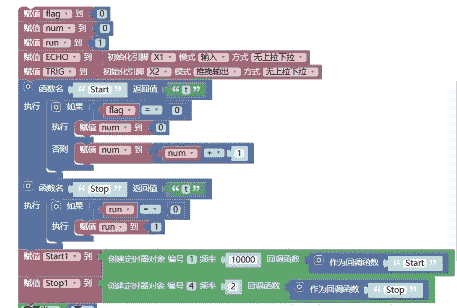 赋值 flag 到 0
赋值 num 到 0
赋值 run 到 1
赋值 ECHO 到 初始化引脚 X1 模式 输入 方式 无上拉下拉
赋值 TRIG 到 初始化引脚 X2 模式 推挽输出 方式 无上拉下拉
函数名 “ Start ” 返回值 “ t ”
执行 如果 flag = 0
执行 赋值 num 到 0
否则 赋值 num 到 num + 1
函数名 “ Stop ” 返回值 “ t ”
执行 如果 run = 0
执行 赋值 run 到 1
赋值 Start1 到 创建定时器对象 编号 1 频率 10000 回调函数 作为回调函数 “ Start ”
赋值 Stop1 到 创建定时器对象 编号 4 频率 2 回调函数 作为回调函数 “ Stop ”